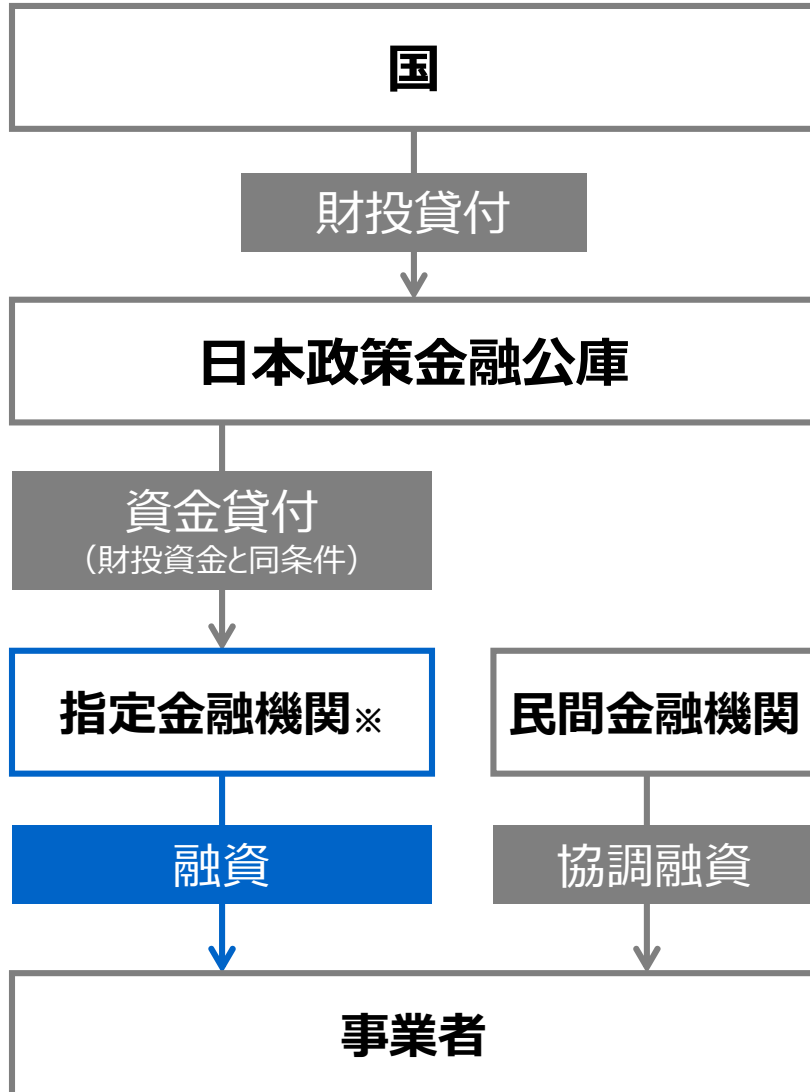 国
財投貸付
日本政策金融公庫
資金貸付
（財投資金と同条件）
指定金融機関※
民間金融機関
融資
協調融資
事業者